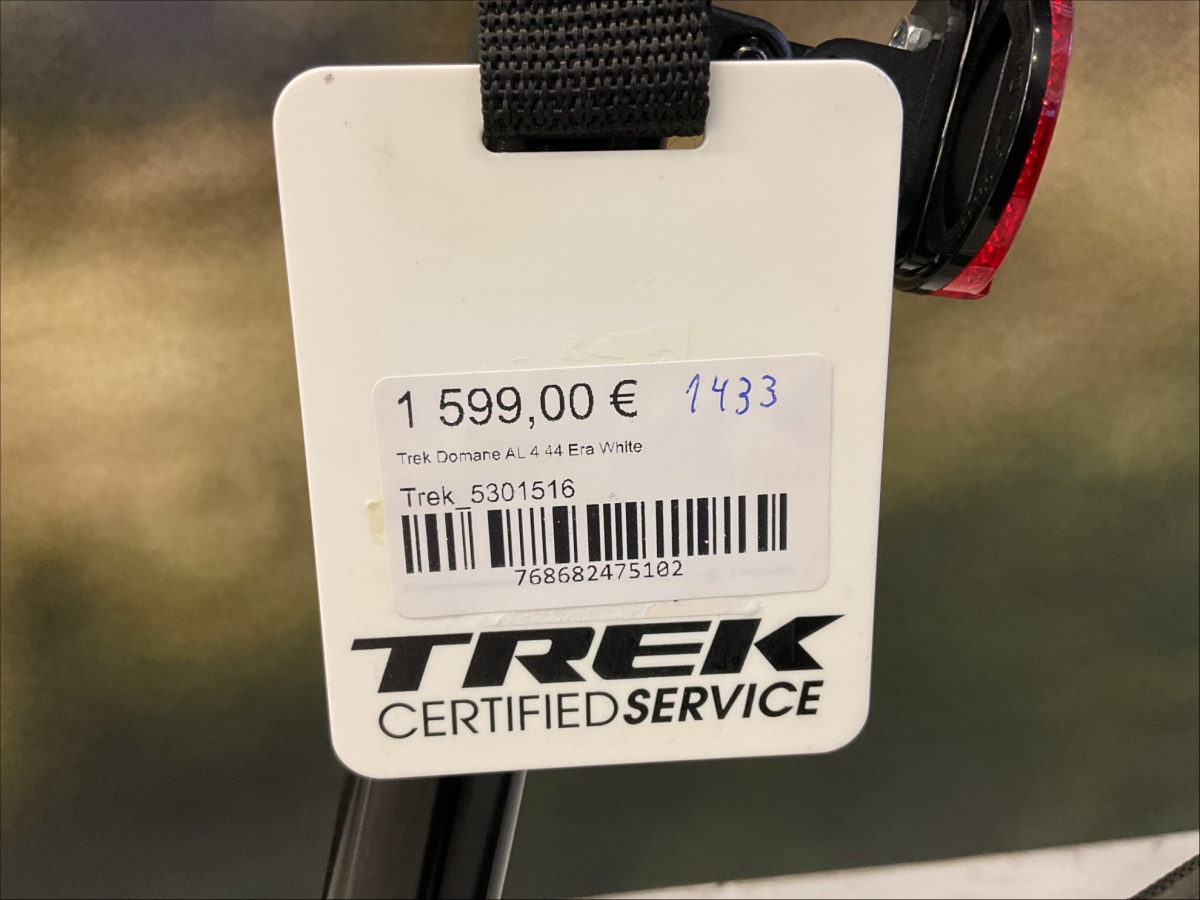 1 599,00 € 1433
Trek Domane AL 4 44 Era White
Trek_5301516
768682475102
TREK
CERTIFIEDSERVICE